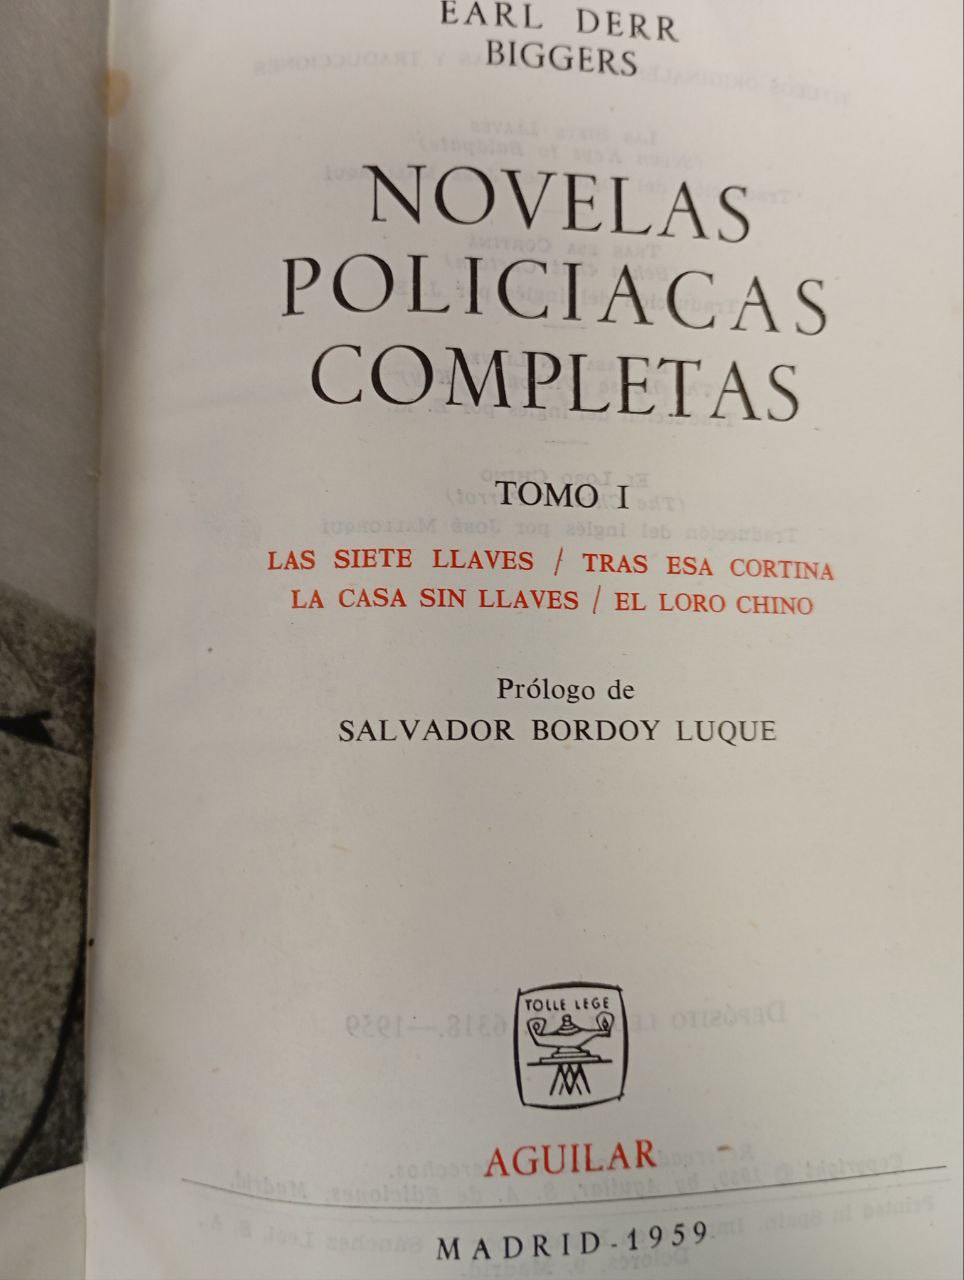 EARL DERR
BIGGERS
NOVELAS
POLICIACAS
COMPLETAS
TOMO I
LAS SIETE LLAVES / TRAS ESA CORTINA
LA CASA SIN LLAVES / EL LORO CHINO
Prólogo de
SALVADOR BORDOY LUQUE
TOLLE LEGE
AGUILAR
MADRID-1959